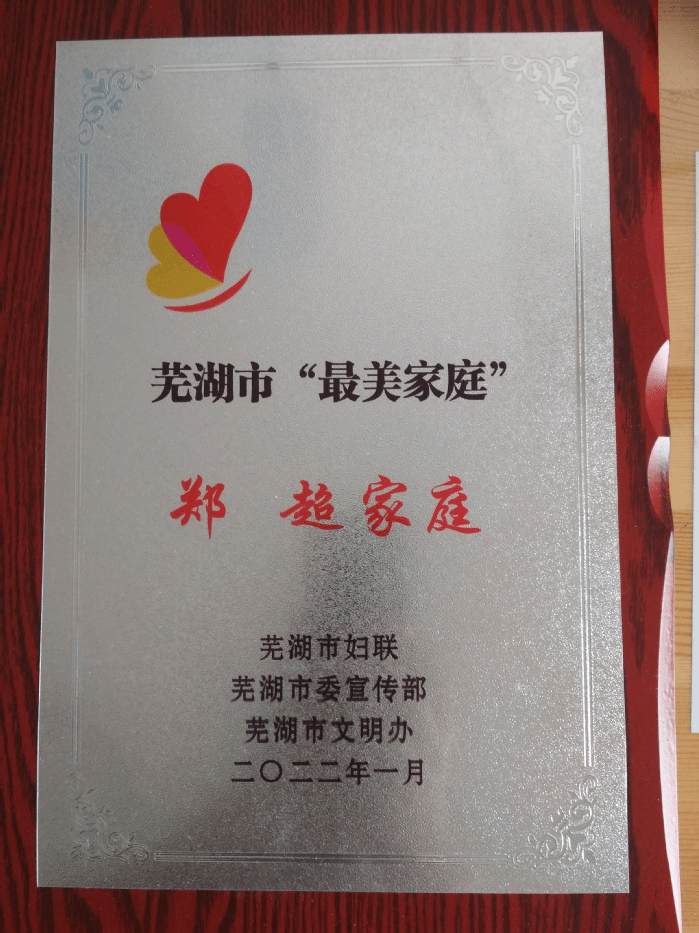 芜湖市“最美家庭”
郑 超家庭
芜湖市妇联
芜湖市委宣传部
芜湖市文明办
二〇二二年一月